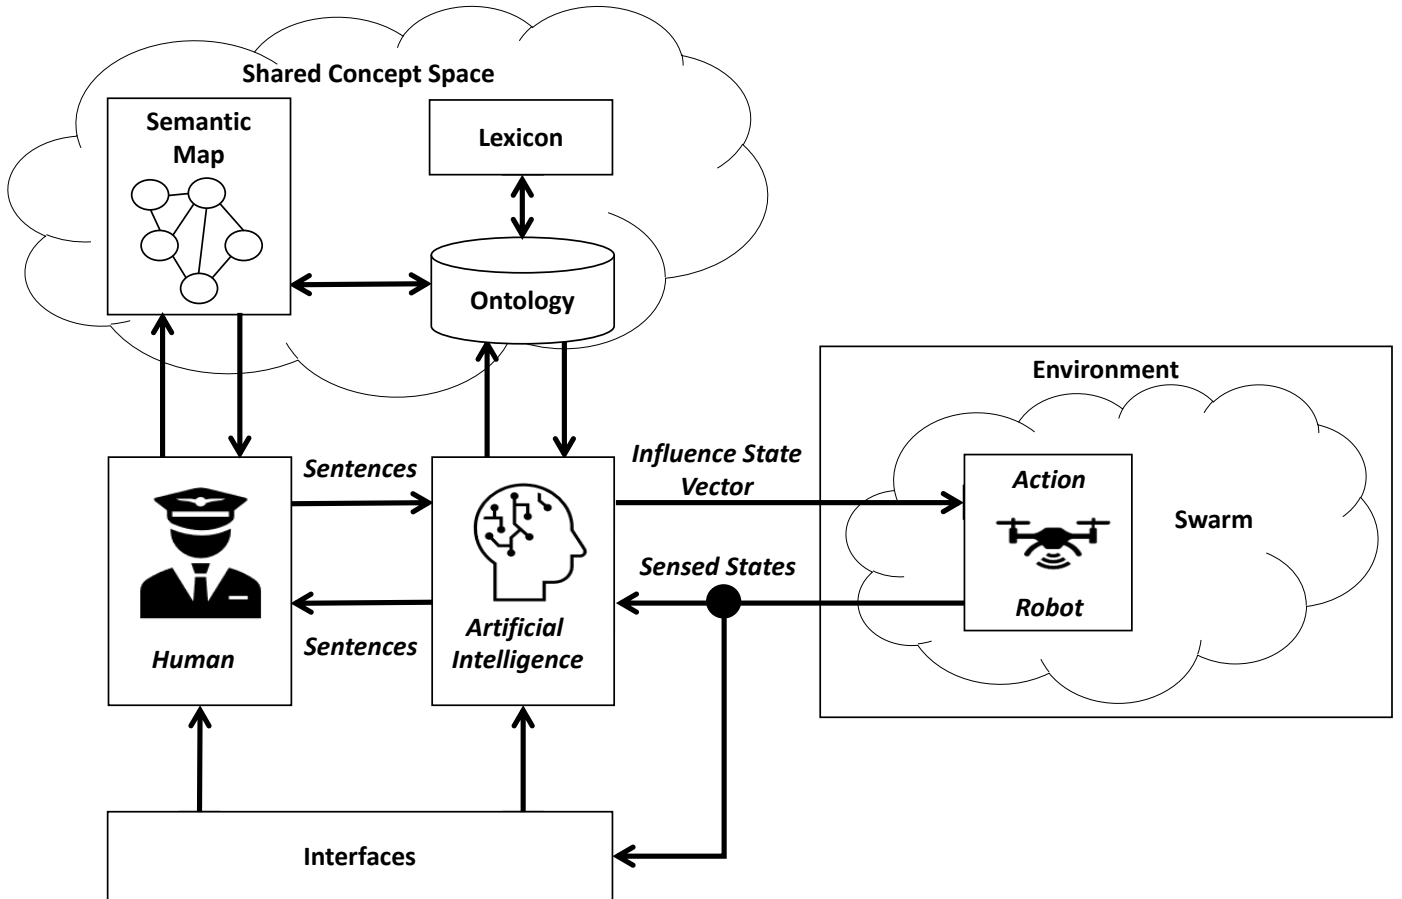 Shared Concept Space
Semantic
Map
Lexicon
Ontology
Environment
Sentences
Influence State
Vector
Action
Swarm
Sensed States
Robot
Artificial
Intelligence
Sentences
Human
Interfaces